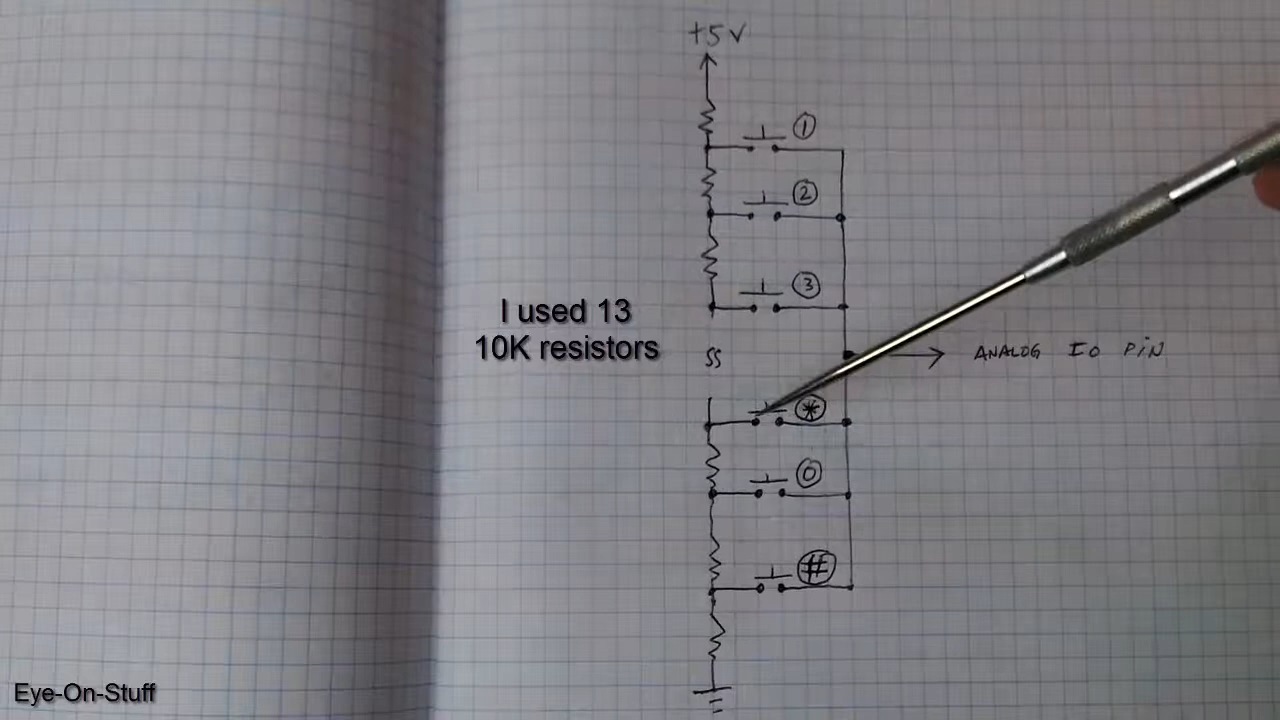 +5V
1
2
3
I used 13
10K resistors
ANALOG IO PiN
*
0
#
Eye-On-Stuff